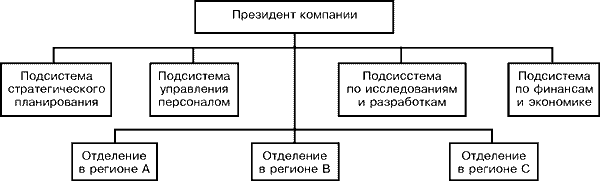 Президент компании
Подсистема
стратегического
планирования
Подсистема
управления
персоналом
Подсисстема
по исследованиям
и разработкам
Подсистема
по финансам
и экономике
Отделение
в регионе А
Отделение
в регионе В
Отделение
в регионе С